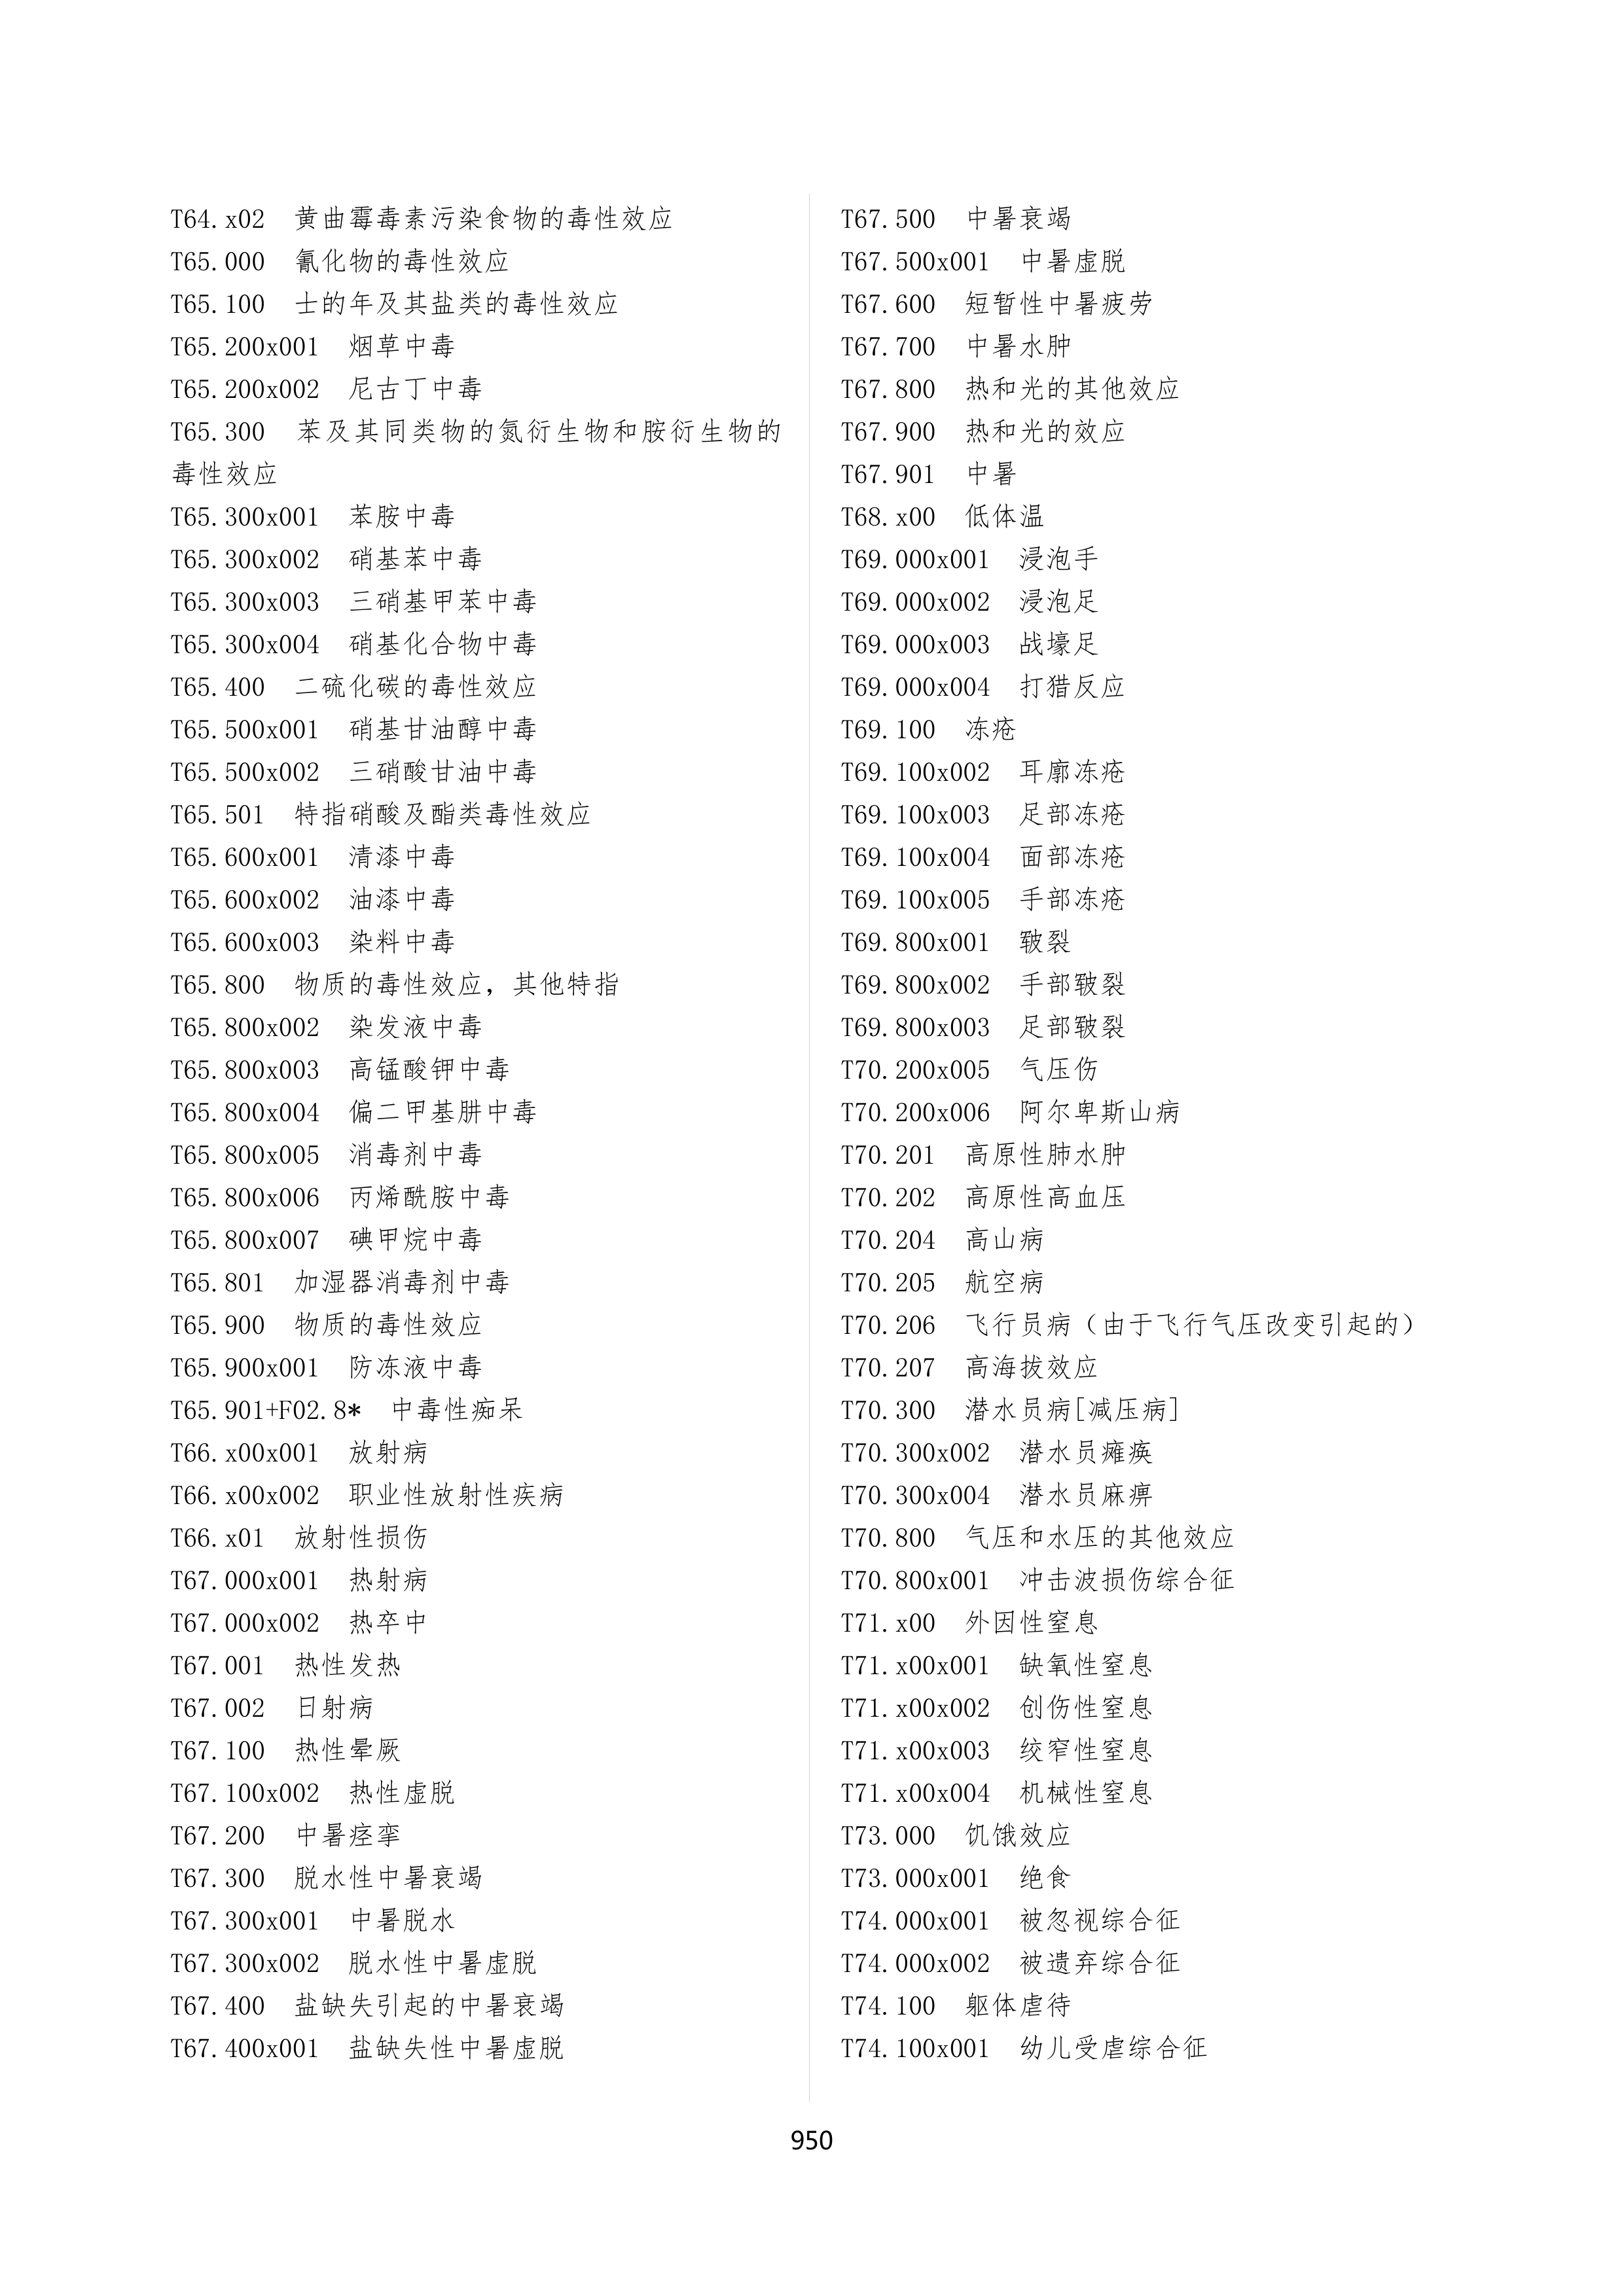 T64.x02 黄曲霉毒素污染食物的毒性效应
T65.000 氰化物的毒性效应
T65.100 士的年及其盐类的毒性效应
T65.200x001 烟草中毒
T65.200x002 尼古丁中毒
T65.300 苯及其同类物的氮衍生物和胺衍生物的
毒性效应
T65.300x001 苯胺中毒
T65.300x002 硝基苯中毒
T65.300x003 三硝基甲苯中毒
T65.300x004 硝基化合物中毒
T65.400 二硫化碳的毒性效应
T65.500x001 硝基甘油醇中毒
T65.500x002 三硝酸甘油中毒
T65.501 特指硝酸及酯类毒性效应
T65.600x001 清漆中毒
T65.600x002 油漆中毒
T65.600x003 染料中毒
T65.800 物质的毒性效应，其他特指
T65.800x002 染发液中毒
T65.800x003 高锰酸钾中毒
T65.800x004 偏二甲基肼中毒
T65.800x005 消毒剂中毒
T65.800x006 丙烯酰胺中毒
T65.800x007 碘甲烷中毒
T65.801 加湿器消毒剂中毒
T65.900 物质的毒性效应
T65.900x001 防冻液中毒
T65.901+F02.8* 中毒性痴呆
T66.x00x001 放射病
T66.x00x002 职业性放射性疾病
T66.x01 放射性损伤
T67.000x001 热射病
T67.000x002 热卒中
T67.001 热性发热
T67.002 日射病
T67.100 热性晕厥
T67.100x002 热性虚脱
T67.200 中暑痉挛
T67.300 脱水性中暑衰竭
T67.300x001 中暑脱水
T67.300x002 脱水性中暑虚脱
T67.400 盐缺失引起的中暑衰竭
T67.400x001 盐缺失性中暑虚脱
T67.500 中暑衰竭
T67.500x001 中暑虚脱
T67.600 短暂性中暑疲劳
T67.700 中暑水肿
T67.800 热和光的其他效应
T67.900 热和光的效应
T67.901 中暑
T68.x00 低体温
T69.000x001 浸泡手
T69.000x002 浸泡足
T69.000x003 战壕足
T69.000x004 打猎反应
T69.100 冻疮
T69.100x002 耳廓冻疮
T69.100x003 足部冻疮
T69.100x004 面部冻疮
T69.100x005 手部冻疮
T69.800x001 皲裂
T69.800x002 手部皲裂
T69.800x003 足部皲裂
T70.200x005 气压伤
T70.200x006 阿尔卑斯山病
T70.201 高原性肺水肿
T70.202 高原性高血压
T70.204 高山病
T70.205 航空病
T70.206 飞行员病（由于飞行气压改变引起的）
T70.207 高海拔效应
T70.300 潜水员病[减压病]
T70.300x002 潜水员瘫痪
T70.300x004 潜水员麻痹
T70.800 气压和水压的其他效应
T70.800x001 冲击波损伤综合征
T71.x00 外因性窒息
T71.x00x001 缺氧性窒息
T71.x00x002 创伤性窒息
T71.x00x003 绞窄性窒息
T71.x00x004 机械性窒息
T73.000 饥饿效应
T73.000x001 绝食
T74.000x001 被忽视综合征
T74.000x002 被遗弃综合征
T74.100 躯体虐待
T74.100x001 幼儿受虐综合征
950